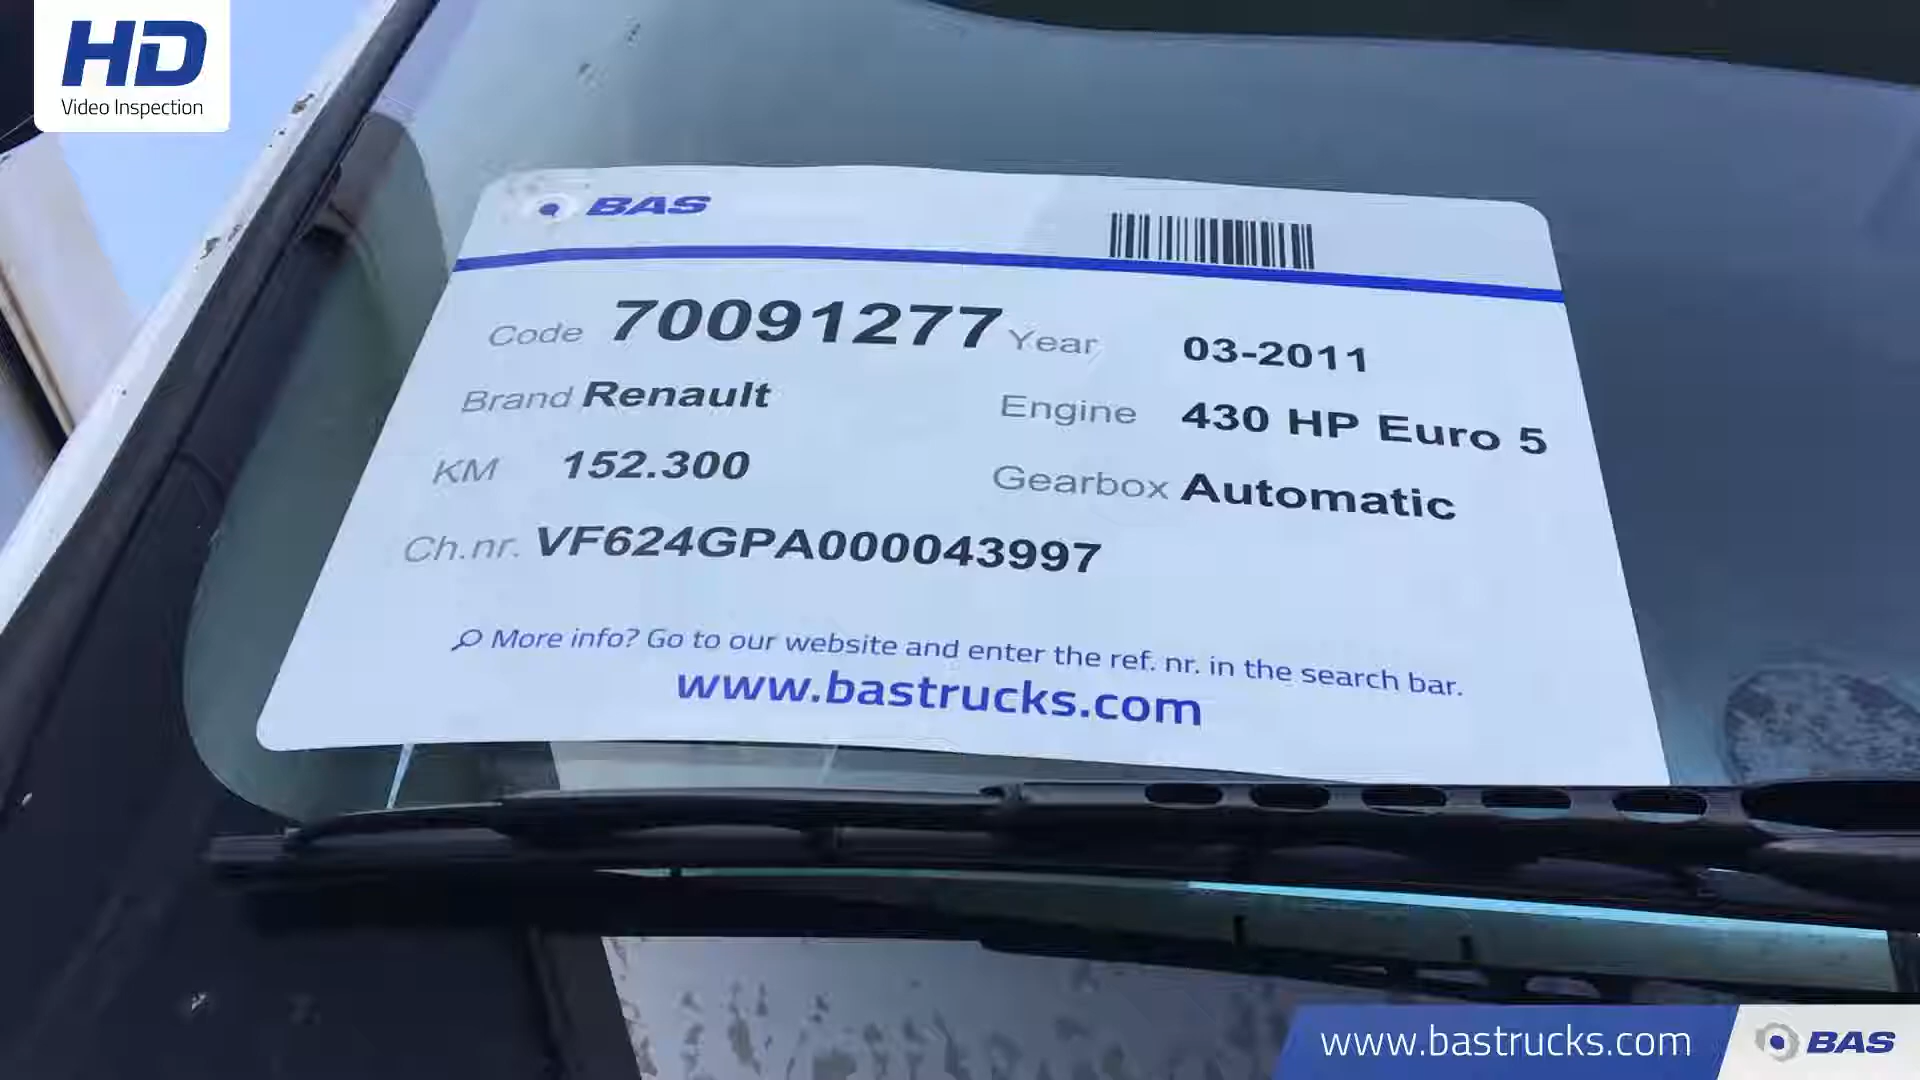 HD
Video Inspection
BAS
Code 70091277 Year 03-2011
Brand Renault Engine 430 HP Euro 5
KM 152.300 Gearbox Automatic
Ch.nr. VF624GPA000043997
More info? Go to our website and enter the ref. nr. in the search bar.
www.bastrucks.com
www.bastrucks.com BAS